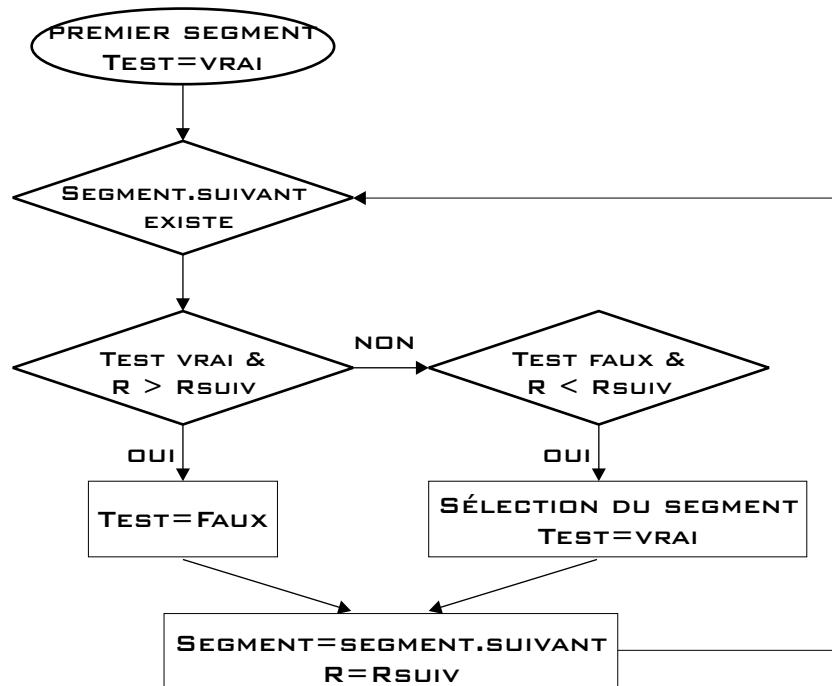 PREMIER SEGMENT
TEST=VRAI
SEGMENT.SUIVANT
EXISTE
TEST VRAI &
R > RSUIV
NON
TEST FAUX &
R < RSUIV
OUI
OUI
TEST=FAUX
SÉLECTION DU SEGMENT
TEST=VRAI
SEGMENT=SEGMENT.SUIVANT
R=RSUIV